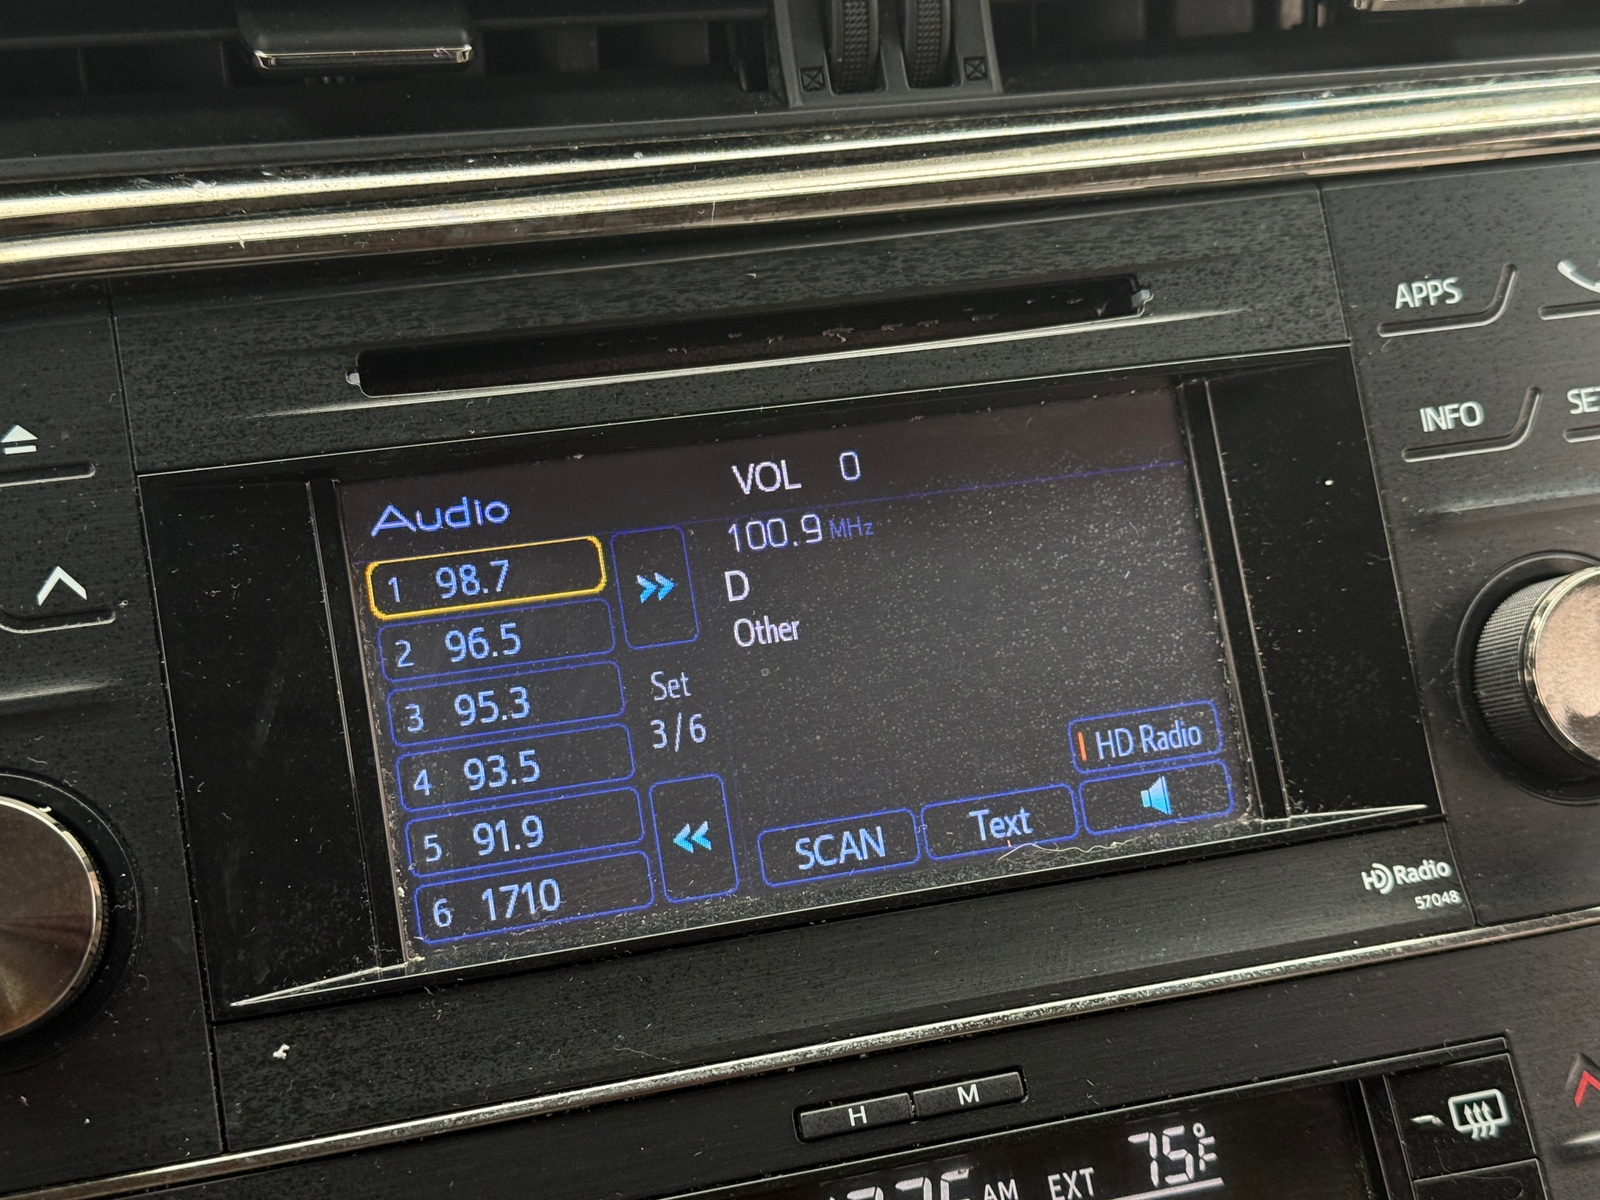 APPS
INFO
VOL 0
Audio
100.9 MHz
D
Other
1 98.7
2 96.5
3 95.3
4 93.5
5 91.9
6 1710
Set
3/6
HD Radio
SCAN
Text
HD Radio
57048
H
M
AM
EXT 75°F